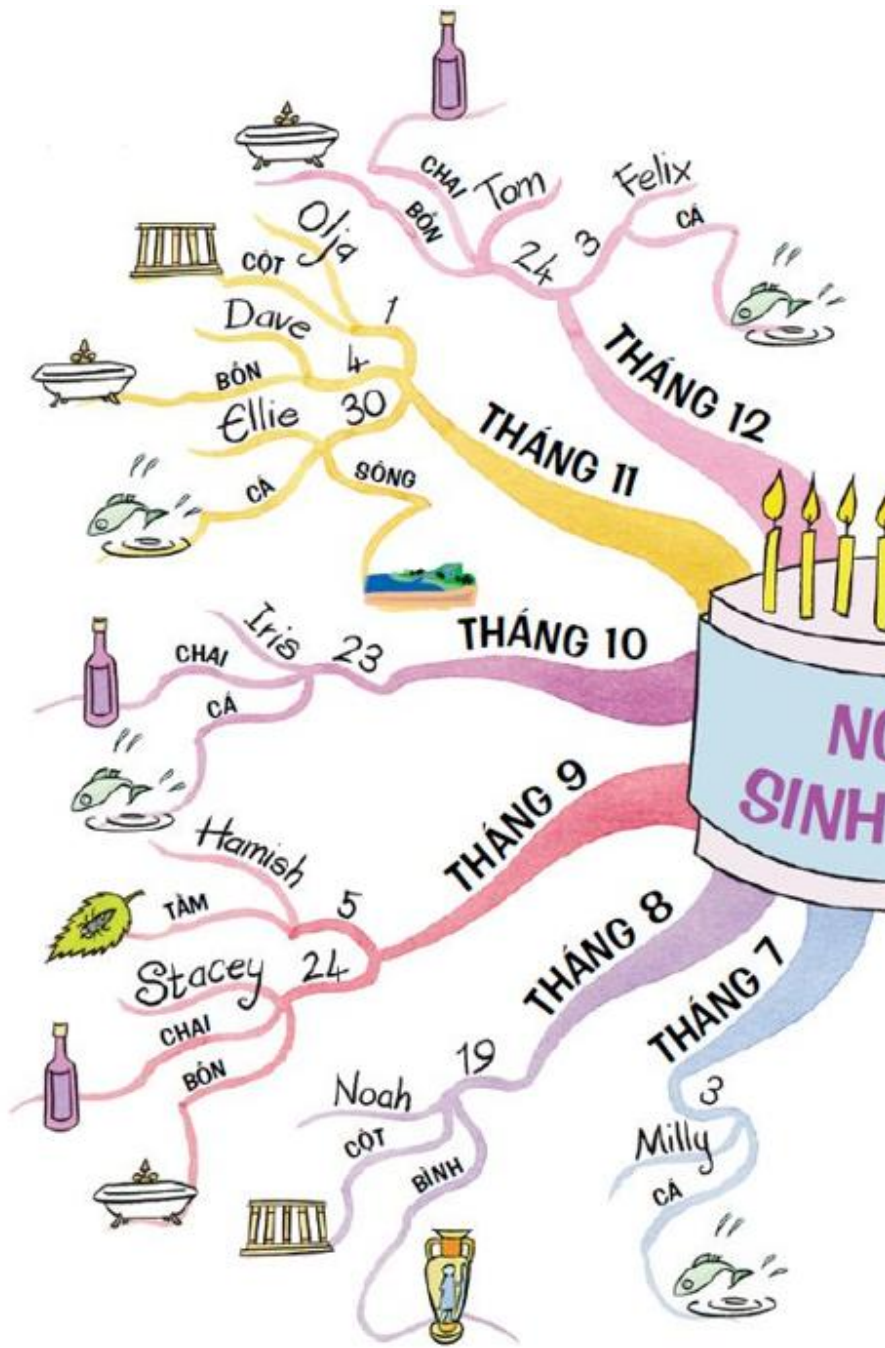 THÁNG 12
3
Felix
CÁ
24
Tom
CHAI
BỒN
THÁNG 11
1
Olja
CỘT
4
Dave
BỒN
30
Ellie
CÁ
SÔNG
THÁNG 10
23
Iris
CHAI
CÁ
THÁNG 9
5
Hamish
TẰM
24
Stacey
CHAI
BỒN
THÁNG 8
19
Noah
CỘT
BÌNH
THÁNG 7
3
Milly
CÁ
SINH